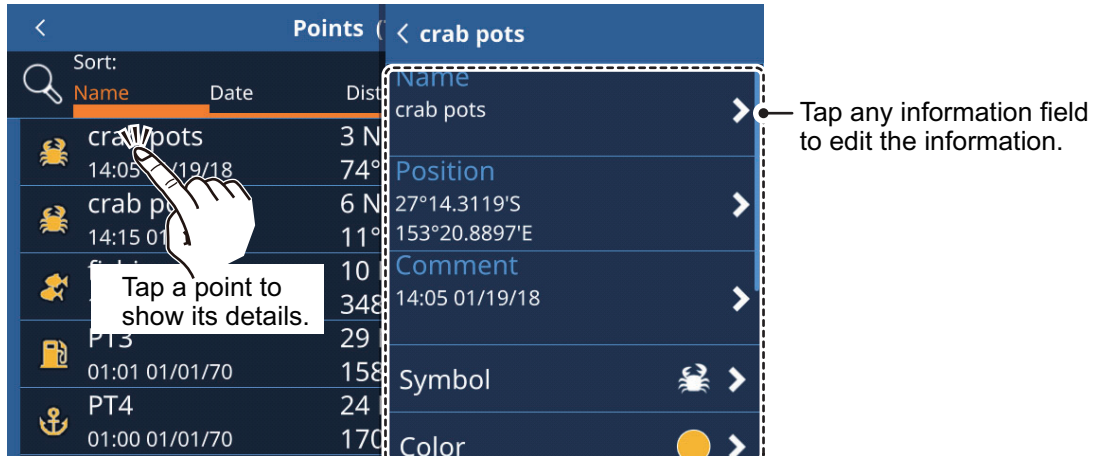 Points (
Sort:
Name Date Dist
crab pots 3 N
14:05 01/19/18 74°
crab po 6 N
14:15 01 11°
10
Tap a point to
show its details.
348
PT3 29
01:01 01/01/70 158
PT4 24
01:00 01/01/70 170
crab pots
Name
crab pots
Position
27°14.3119'S
153°20.8897'E
Comment
14:05 01/19/18
Symbol
Color
Tap any information field
to edit the information.